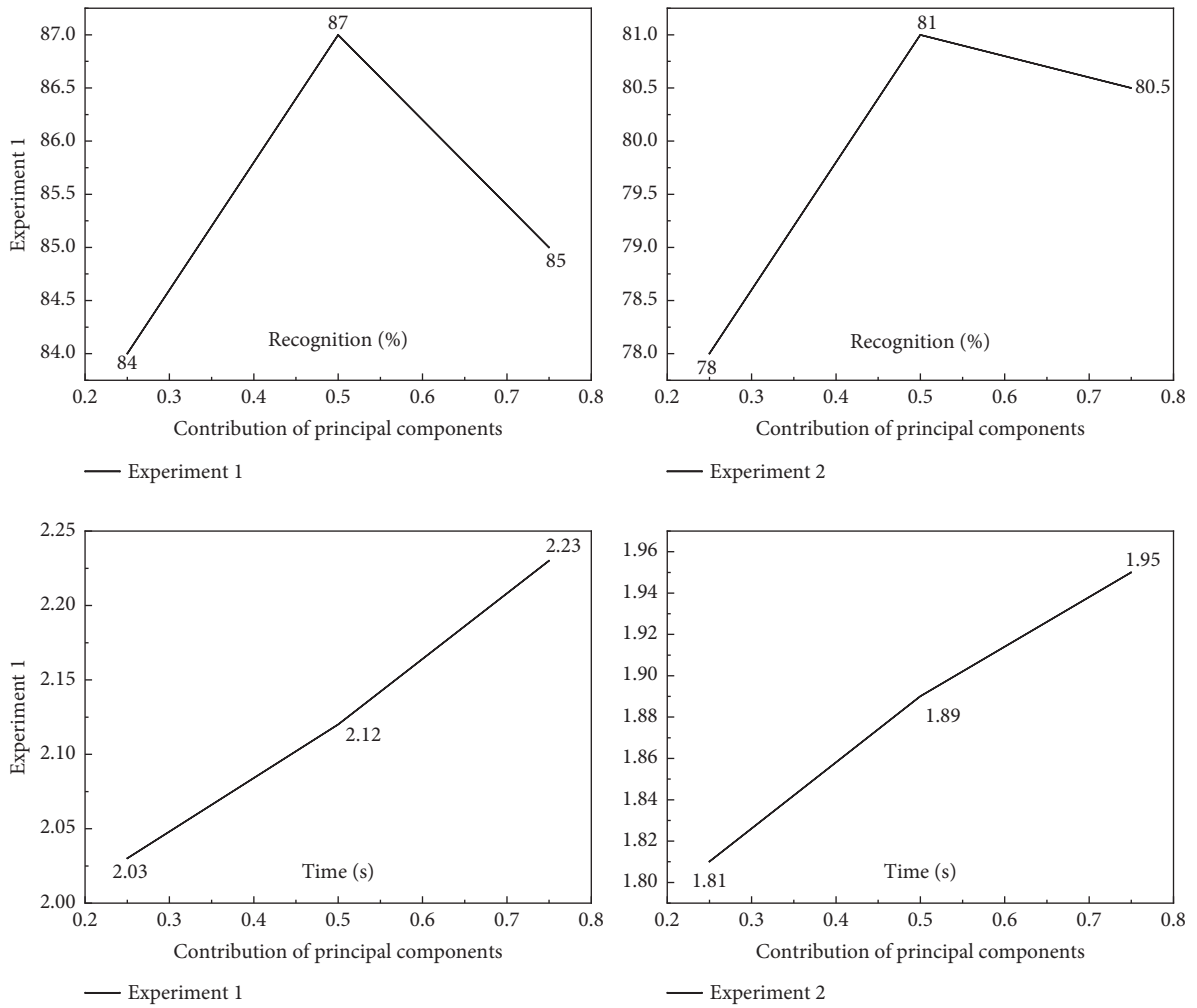 87
87.0
86.5
86.0
85.5
85.0
84.5
84.0
85
84
Recognition (%)
Experiment 1
0.2 0.3 0.4 0.5 0.6 0.7 0.8
Contribution of principal components
Experiment 1
81
81.0
80.5
80.0
79.5
79.0
78.5
78.0
80.5
78
Recognition (%)
0.2 0.3 0.4 0.5 0.6 0.7 0.8
Contribution of principal components
Experiment 2
2.25
2.20
2.15
2.10
2.05
2.00
2.23
2.12
2.03
Time (s)
Experiment 1
0.2 0.3 0.4 0.5 0.6 0.7 0.8
Contribution of principal components
Experiment 1
1.96
1.94
1.92
1.90
1.88
1.86
1.84
1.82
1.80
1.95
1.89
1.81
Time (s)
0.2 0.3 0.4 0.5 0.6 0.7 0.8
Contribution of principal components
Experiment 2